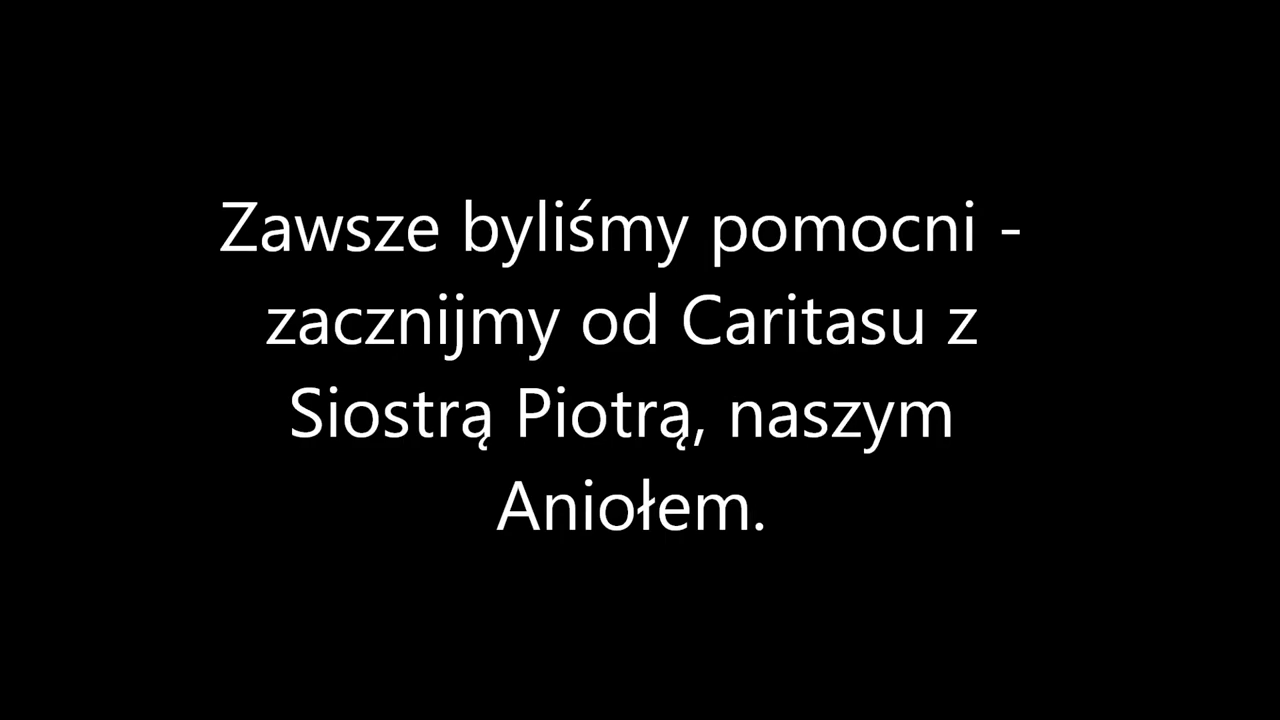 Zawsze byliśmy pomocni -
zacznijmy od Caritasu z
Siostrą Piotrą, naszym
Aniołem.